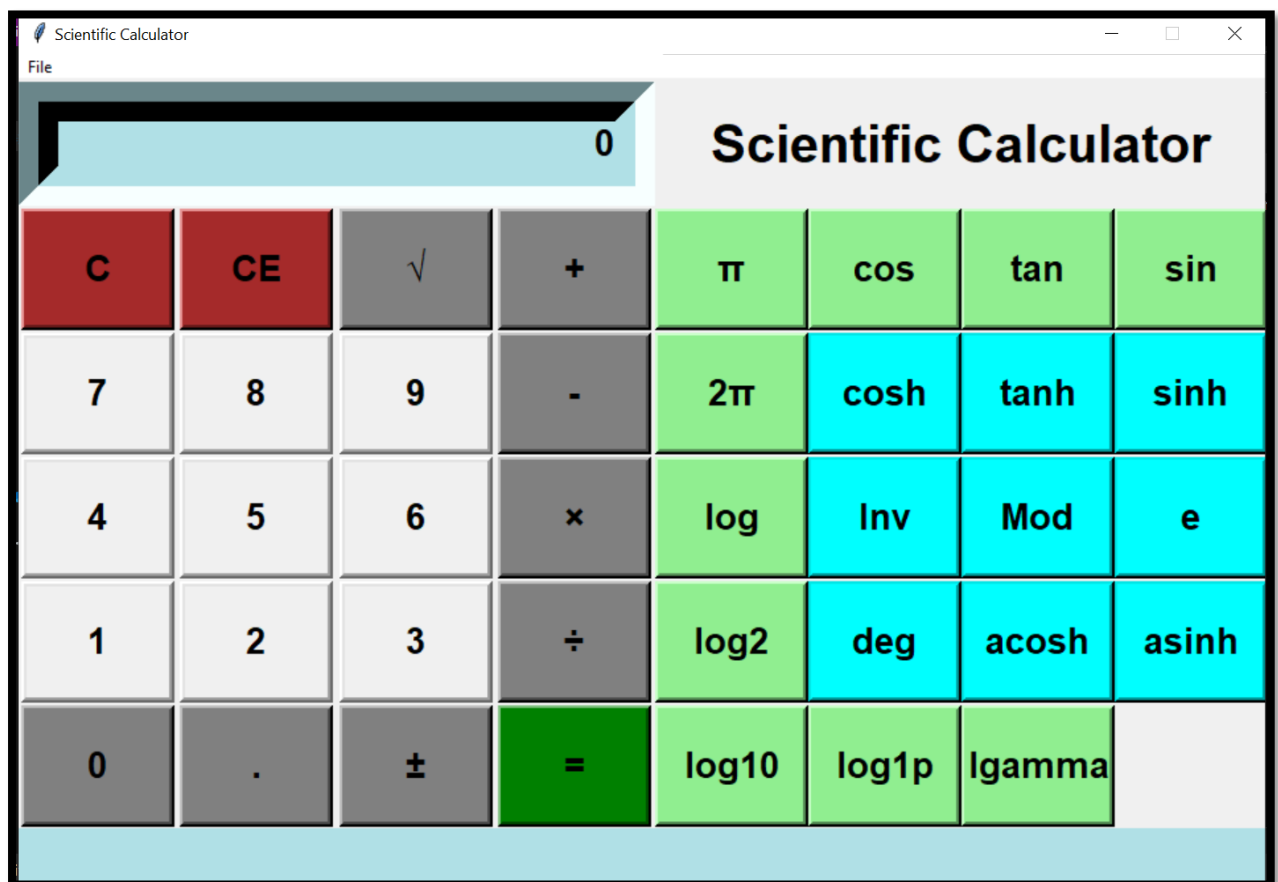 Scientific Calculator
File
0
Scientific Calculator
C CE √ + π cos tan sin
7 8 9 - 2π cosh tanh sinh
4 5 6 × log Inv Mod e
1 2 3 ÷ log2 deg acosh asinh
0 . ± = log10 log1p lgamma